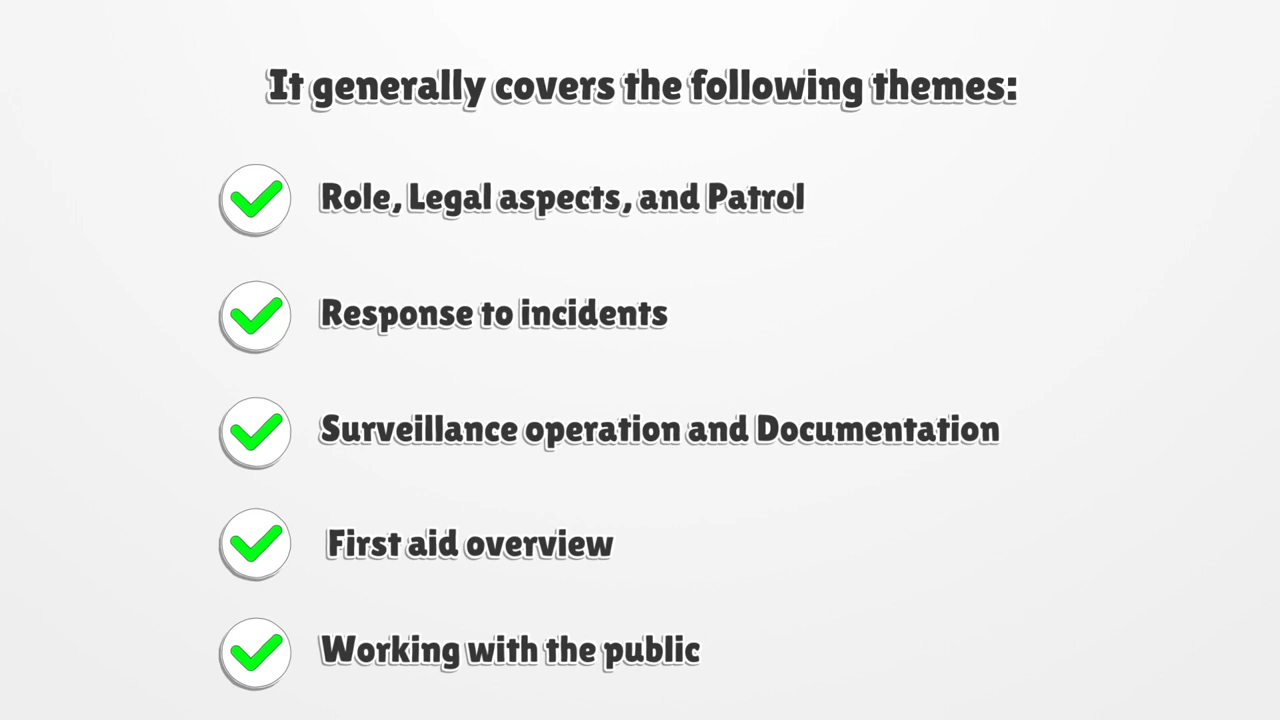 It generally covers the following themes:
Role, Legal aspects, and Patrol
Response to incidents
Surveillance operation and Documentation
First aid overview
Working with the public